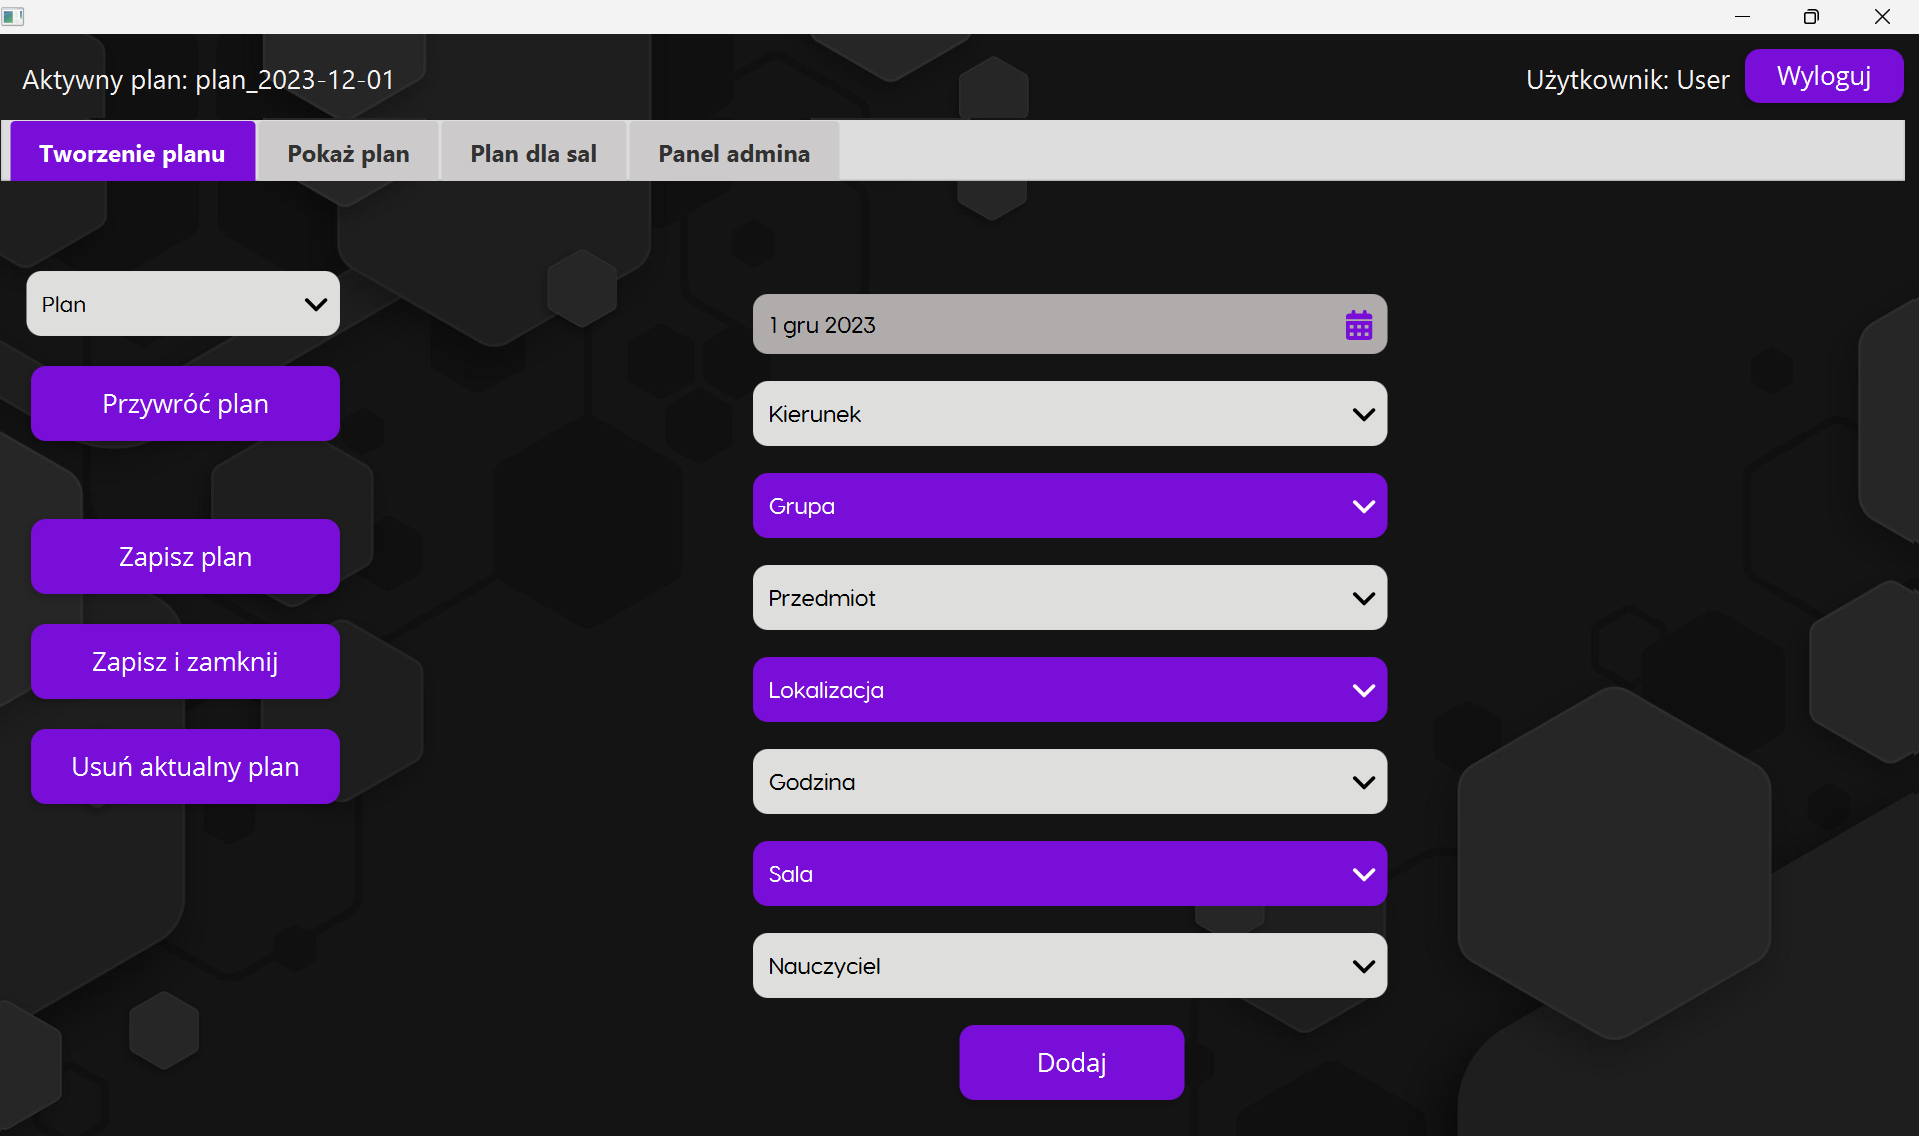 Aktywny plan: plan_2023-12-01
Użytkownik: User
Wyloguj
Tworzenie planu
Pokaż plan
Plan dla sal
Panel admina
Plan
Przywróć plan
Zapisz plan
Zapisz i zamknij
Usuń aktualny plan
1 gru 2023
Kierunek
Grupa
Przedmiot
Lokalizacja
Godzina
Sala
Nauczyciel
Dodaj